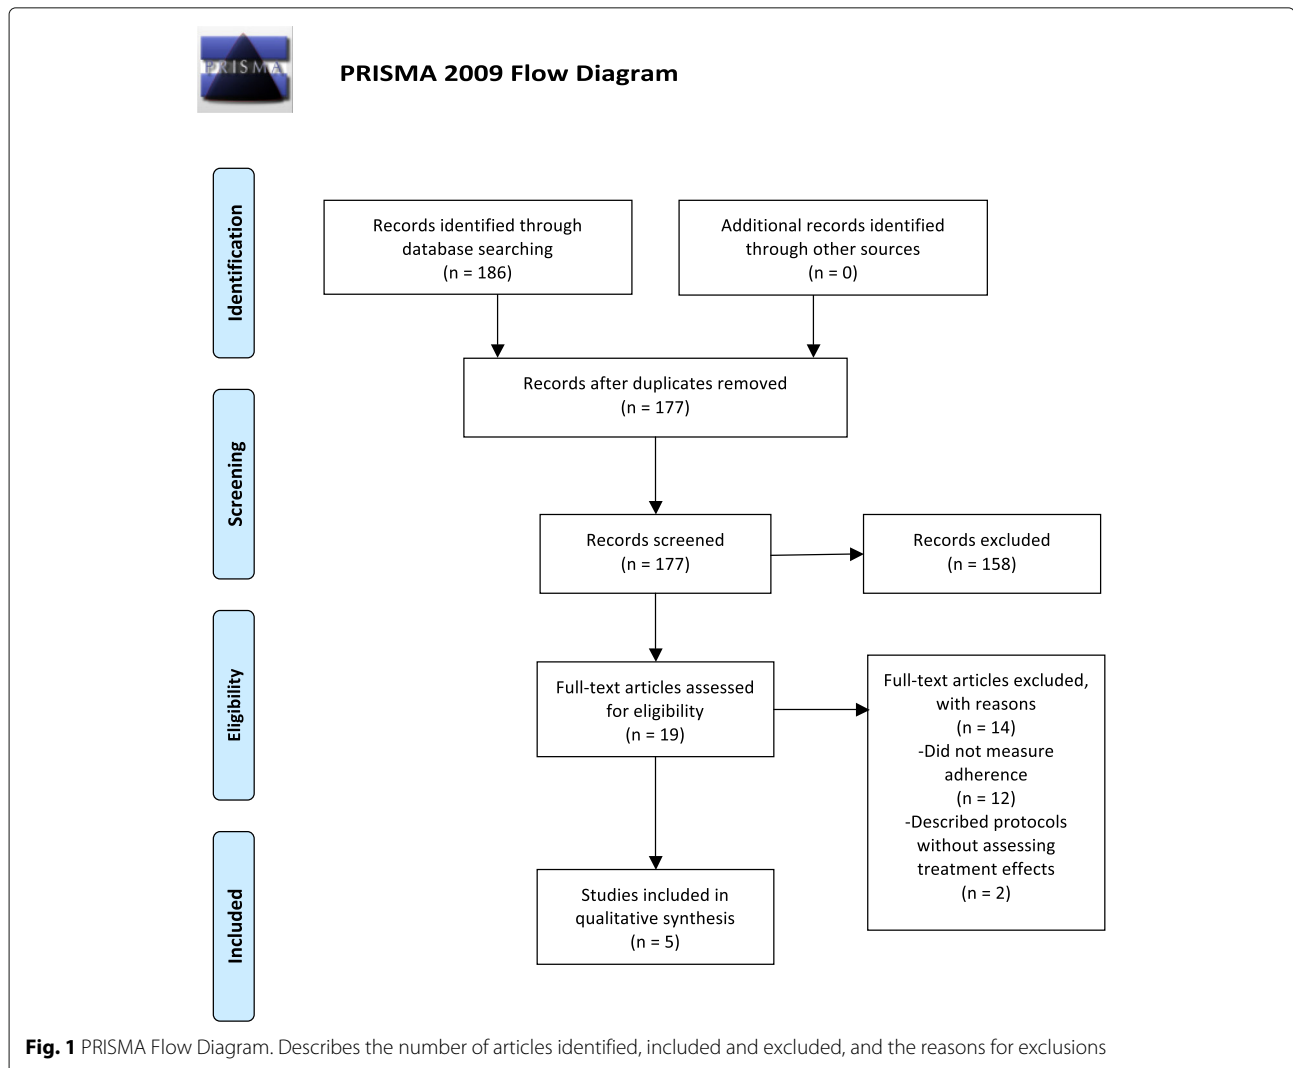 PRISMA
PRISMA 2009 Flow Diagram
Identification
Records identified through
database searching
(n = 186)
Additional records identified
through other sources
(n = 0)
Records after duplicates removed
(n = 177)
Screening
Records screened
(n = 177)
Records excluded
(n = 158)
Eligibility
Full-text articles assessed
for eligibility
(n = 19)
Full-text articles excluded,
with reasons
(n = 14)
-Did not measure
adherence
(n = 12)
-Described protocols
without assessing
treatment effects
(n = 2)
Included
Studies included in
qualitative synthesis
(n = 5)
Fig. 1 PRISMA Flow Diagram. Describes the number of articles identified, included and excluded, and the reasons for exclusions